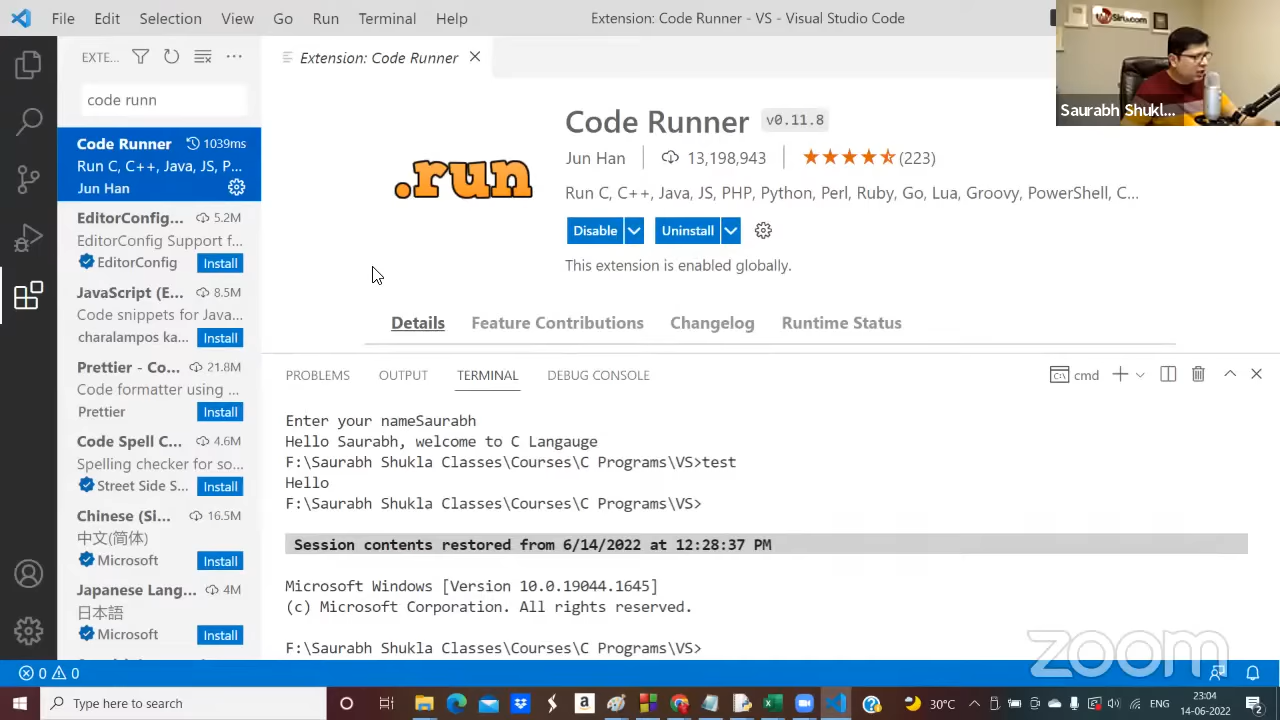 File Edit Selection View Go Run Terminal Help
Extension: Code Runner - VS - Visual Studio Code
EXTE...
Extension: Code Runner
code runn
Code Runner 1039ms
Run C, C++, Java, JS, P...
Jun Han
EditorConfig... 5.2M
EditorConfig Support f...
EditorConfig Install
JavaScript (E... 8.5M
Code snippets for Java...
charalampos ka... Install
Prettier - Co... 21.8M
Code formatter using ...
Prettier Install
Code Spell C... 4.6M
Spelling checker for so...
Street Side S... Install
Chinese (Si... 16.5M
中文(简体)
Microsoft Install
Japanese Lang... 4M
日本語
Microsoft Install
Code Runner v0.11.8
.run
Jun Han 13,198,943 (223)
Run C, C++, Java, JS, PHP, Python, Perl, Ruby, Go, Lua, Groovy, PowerShell, C...
Disable Uninstall
This extension is enabled globally.
Details Feature Contributions Changelog Runtime Status
PROBLEMS OUTPUT TERMINAL DEBUG CONSOLE
cmd
Enter your nameSaurabh
Hello Saurabh, welcome to C Langauge
F:\Saurabh Shukla Classes\Courses\C Programs\VS>test
Hello
F:\Saurabh Shukla Classes\Courses\C Programs\VS>
Session contents restored from 6/14/2022 at 12:28:37 PM
Microsoft Windows [Version 10.0.19044.1645]
(c) Microsoft Corporation. All rights reserved.
F:\Saurabh Shukla Classes\Courses\C Programs\VS>
Saurabh Shukl...
zoom
0 0
Type here to search
30°C
ENG
23:04
14-06-2022
2